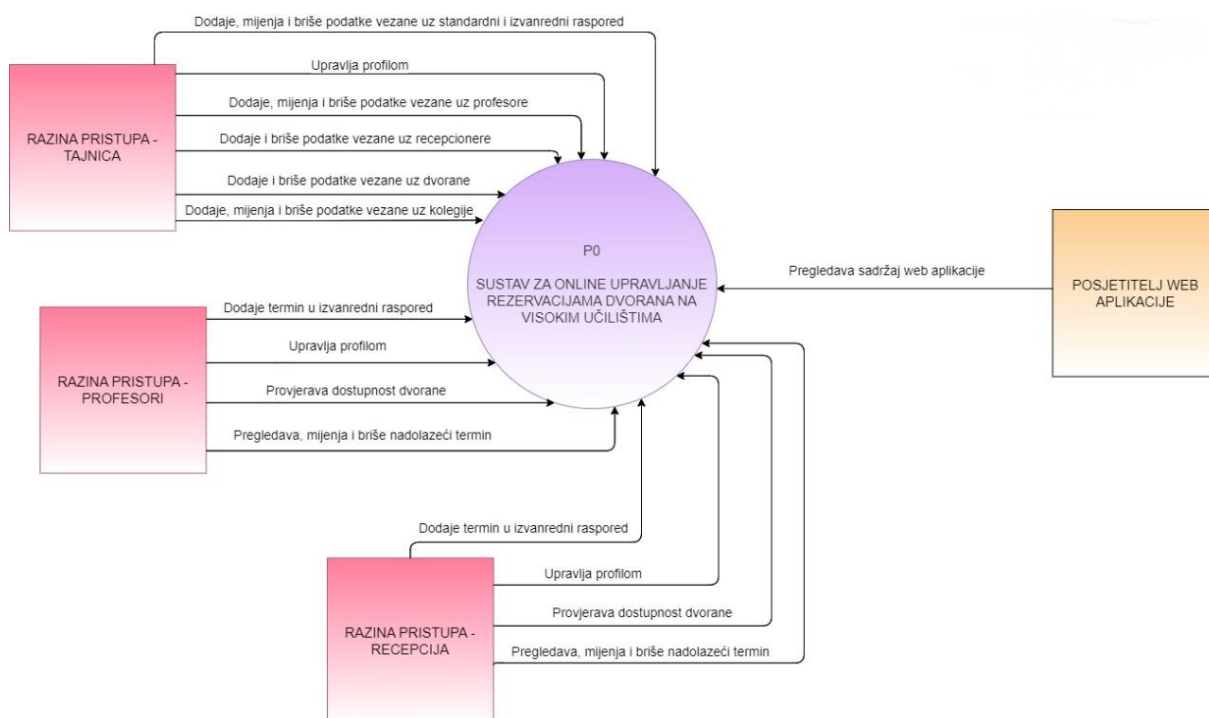 Dodaje, mijenja i briše podatke vezane uz standardni i izvanredni raspored
Upravlja profilom
Dodaje, mijenja i briše podatke vezane uz profesore
RAZINA PRISTUPA -
TAJNICA
Dodaje i briše podatke vezane uz recepcionere
Dodaje i briše podatke vezane uz dvorane
Dodaje, mijenja i briše podatke vezane uz kolegije
P0
SUSTAV ZA ONLINE UPRAVLJANJE
REZERVACIJAMA DVORANA NA
VISOKIM UČILIŠTIMA
Pregledava sadržaj web aplikacije
POSJETITELJ WEB
APLIKACIJE
Dodaje termin u izvanredni raspored
Upravlja profilom
RAZINA PRISTUPA -
PROFESORI
Provjerava dostupnost dvorane
Pregledava, mijenja i briše nadolazeći termin
Dodaje termin u izvanredni raspored
Upravlja profilom
Provjerava dostupnost dvorane
RAZINA PRISTUPA -
RECEPCIJA
Pregledava, mijenja i briše nadolazeći termin